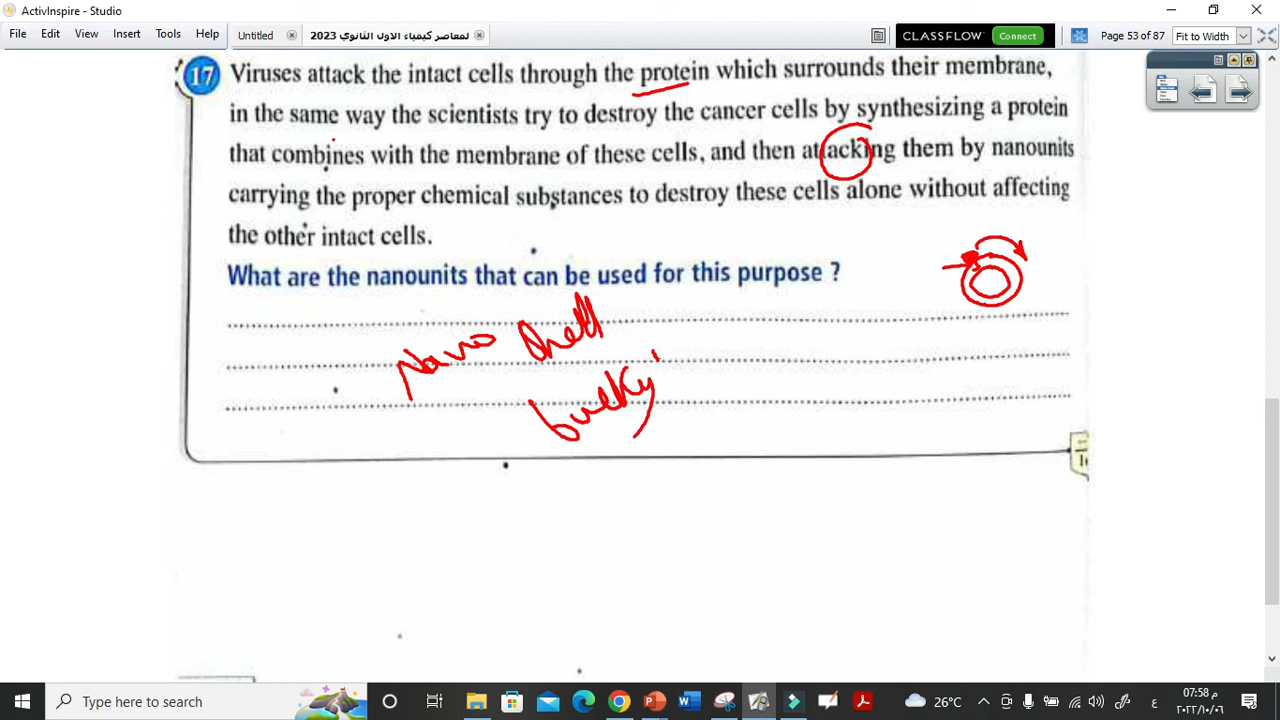 ActivInspire - Studio
File Edit View Insert Tools Help Untitled لمعاصر كيمياء الاول الثانوي 2023 CLASSFLOW Connect Page 53 of 87 Fit to Width
17 Viruses attack the intact cells through the protein which surrounds their membrane,
in the same way the scientists try to destroy the cancer cells by synthesizing a protein
that combines with the membrane of these cells, and then attacking them by nanounits
carrying the proper chemical substances to destroy these cells alone without affecting
the other intact cells.
What are the nanounits that can be used for this purpose ?
Nano shell
bucky
Type here to search 26°C ع 07:58 م
٢٠٢٢/١٠/٠٦